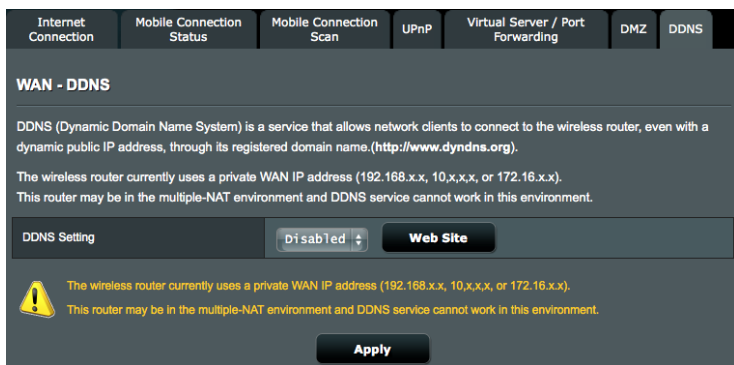 Internet
Connection
Mobile Connection
Status
Mobile Connection
Scan
UPnP
Virtual Server / Port
Forwarding
DMZ
DDNS
WAN - DDNS
DDNS (Dynamic Domain Name System) is a service that allows network clients to connect to the wireless router, even with a
dynamic public IP address, through its registered domain name.(http://www.dyndns.org).
The wireless router currently uses a private WAN IP address (192.168.x.x, 10,x,x,x, or 172.16.x.x).
This router may be in the multiple-NAT environment and DDNS service cannot work in this environment.
DDNS Setting
Disabled
Web Site
The wireless router currently uses a private WAN IP address (192.168.x.x, 10,x,x,x, or 172.16.x.x).
This router may be in the multiple-NAT environment and DDNS service cannot work in this environment.
Apply